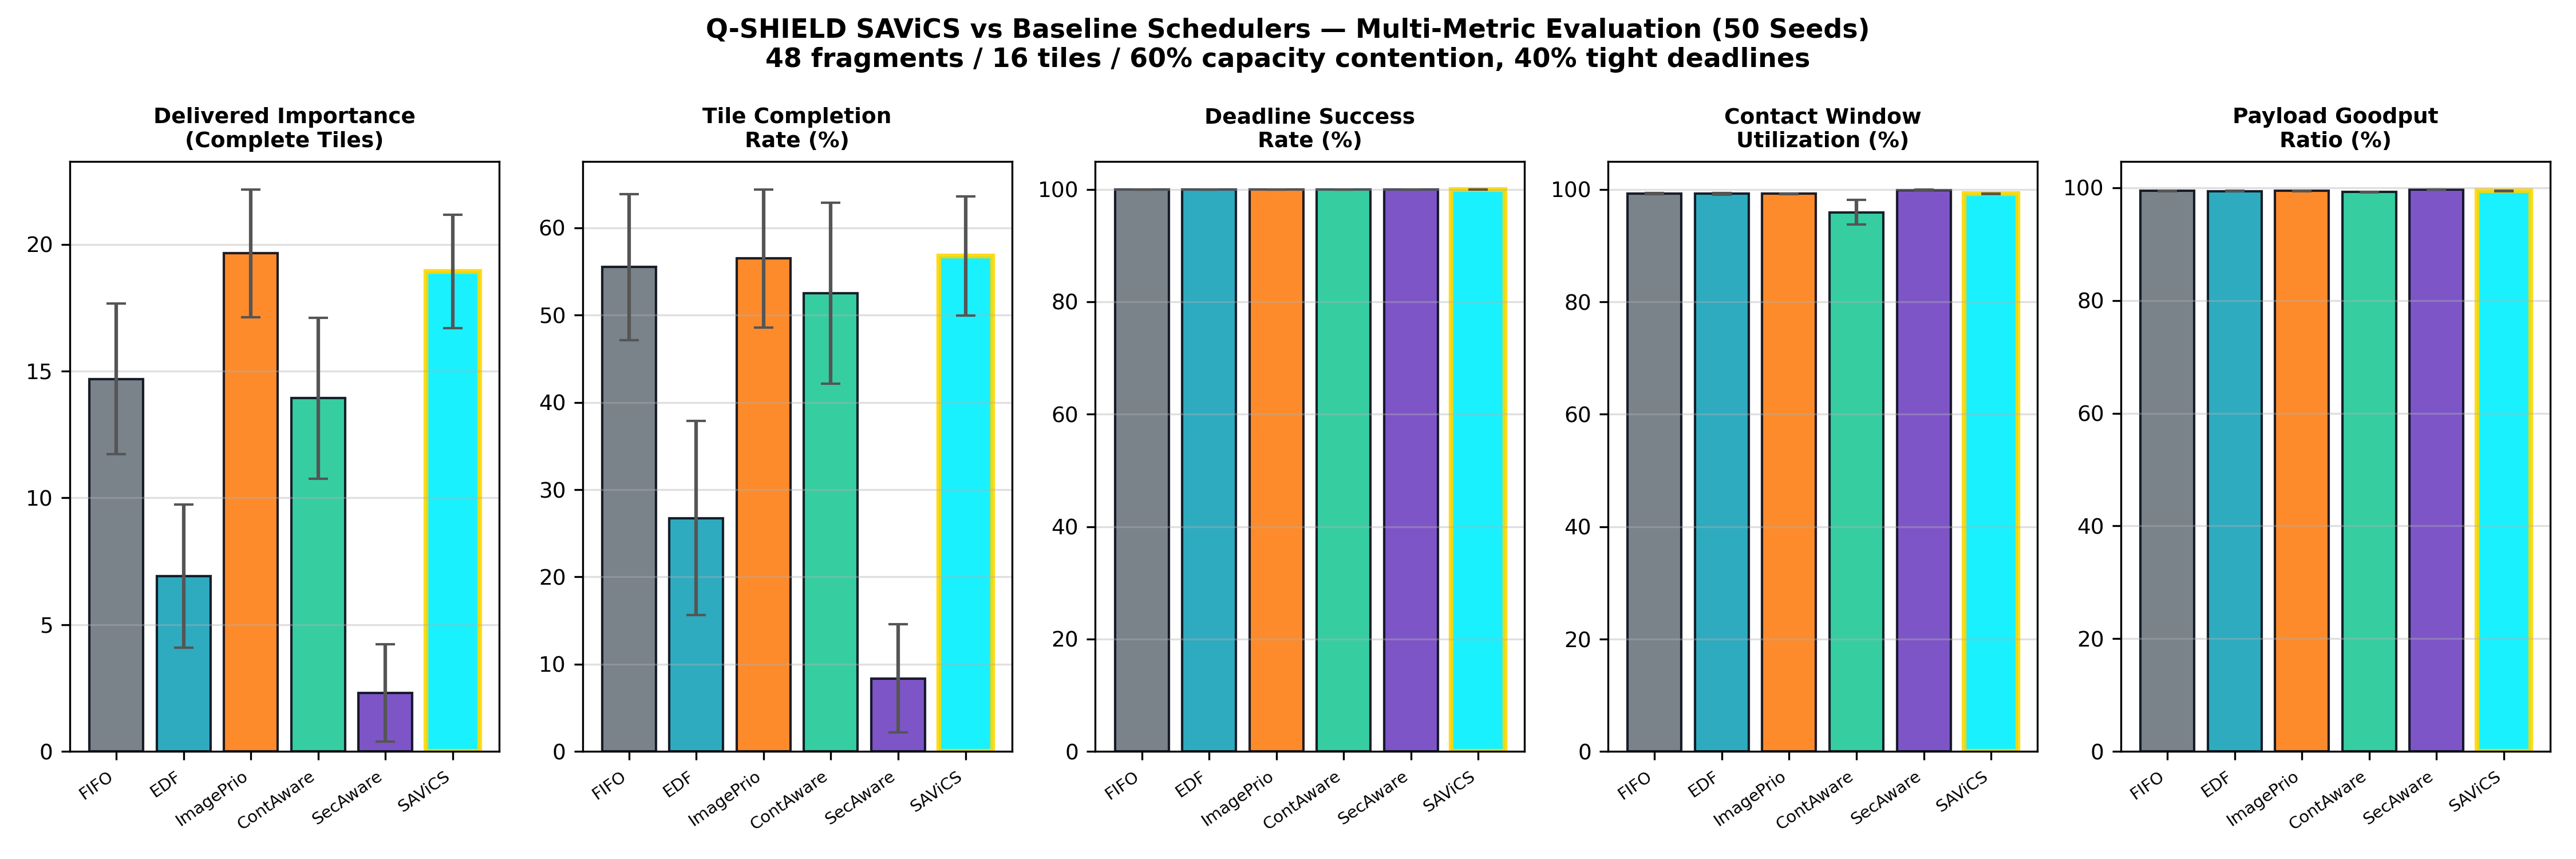 Q-SHIELD SAViCS vs Baseline Schedulers — Multi-Metric Evaluation (50 Seeds)
48 fragments / 16 tiles / 60% capacity contention, 40% tight deadlines
Delivered Importance
(Complete Tiles)
20
15
10
5
0
FIFO
EDF
ImagePrio
ContAware
SecAware
SAViCS
Tile Completion
Rate (%)
60
50
40
30
20
10
0
FIFO
EDF
ImagePrio
ContAware
SecAware
SAViCS
Deadline Success
Rate (%)
100
80
60
40
20
0
FIFO
EDF
ImagePrio
ContAware
SecAware
SAViCS
Contact Window
Utilization (%)
100
80
60
40
20
0
FIFO
EDF
ImagePrio
ContAware
SecAware
SAViCS
Payload Goodput
Ratio (%)
100
80
60
40
20
0
FIFO
EDF
ImagePrio
ContAware
SecAware
SAViCS